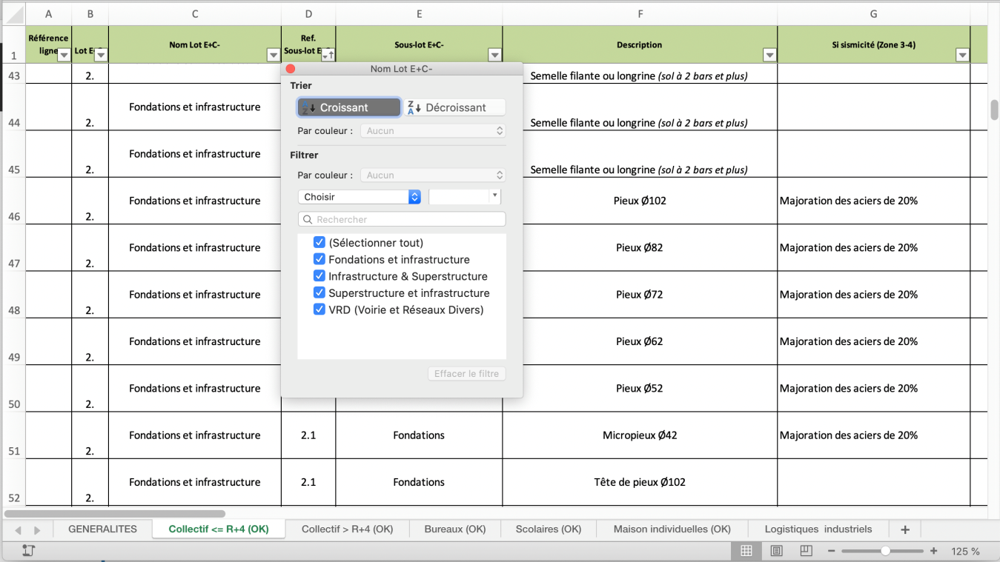 A B C D E F G
1 Référence ligne Lot E+C- Nom Lot E+C- Ref. Sous-lot E Sous-lot E+C- Description Si sismicité (Zone 3-4)
43 2. Semelle filante ou longrine (sol à 2 bars et plus)
44 2. Fondations et infrastructure Semelle filante ou longrine (sol à 2 bars et plus)
45 2. Fondations et infrastructure Semelle filante ou longrine (sol à 2 bars et plus)
46 2. Fondations et infrastructure Pieux Ø102 Majoration des aciers de 20%
47 2. Fondations et infrastructure Pieux Ø82 Majoration des aciers de 20%
48 2. Fondations et infrastructure Pieux Ø72 Majoration des aciers de 20%
49 2. Fondations et infrastructure Pieux Ø62 Majoration des aciers de 20%
50 2. Fondations et infrastructure Pieux Ø52 Majoration des aciers de 20%
51 2. Fondations et infrastructure 2.1 Fondations Micropieux Ø42 Majoration des aciers de 20%
52 2. Fondations et infrastructure 2.1 Fondations Tête de pieux Ø102
Nom Lot E+C-
Trier
Croissant Décroissant
Par couleur : Aucun
Filtrer
Par couleur : Aucun
Choisir
Rechercher
(Sélectionner tout)
Fondations et infrastructure
Infrastructure & Superstructure
Superstructure et infrastructure
VRD (Voirie et Réseaux Divers)
Effacer le filtre
GENERALITES Collectif <= R+4 (OK) Collectif > R+4 (OK) Bureaux (OK) Scolaires (OK) Maison individuelles (OK) Logistiques industriels +
125 %